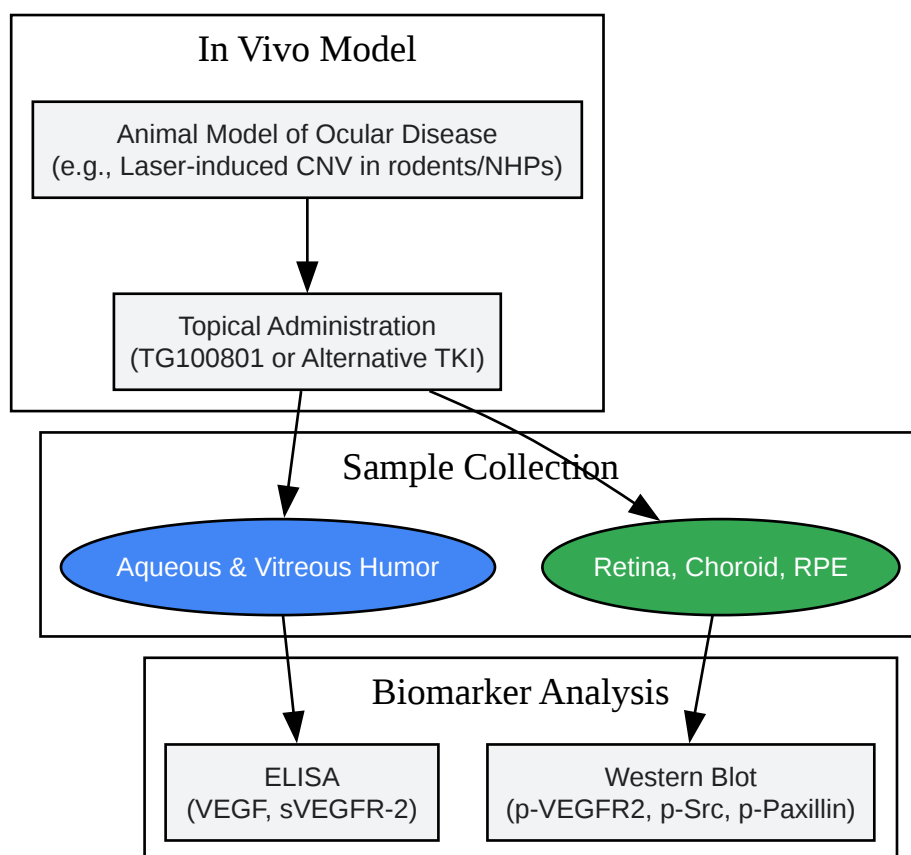 In Vivo Model
Animal Model of Ocular Disease
(e.g., Laser-induced CNV in rodents/NHPs)
Topical Administration
(TG100801 or Alternative TKI)
Sample Collection
Aqueous & Vitreous Humor
Retina, Choroid, RPE
Biomarker Analysis
ELISA
(VEGF, sVEGFR-2)
Western Blot
(p-VEGFR2, p-Src, p-Paxillin)